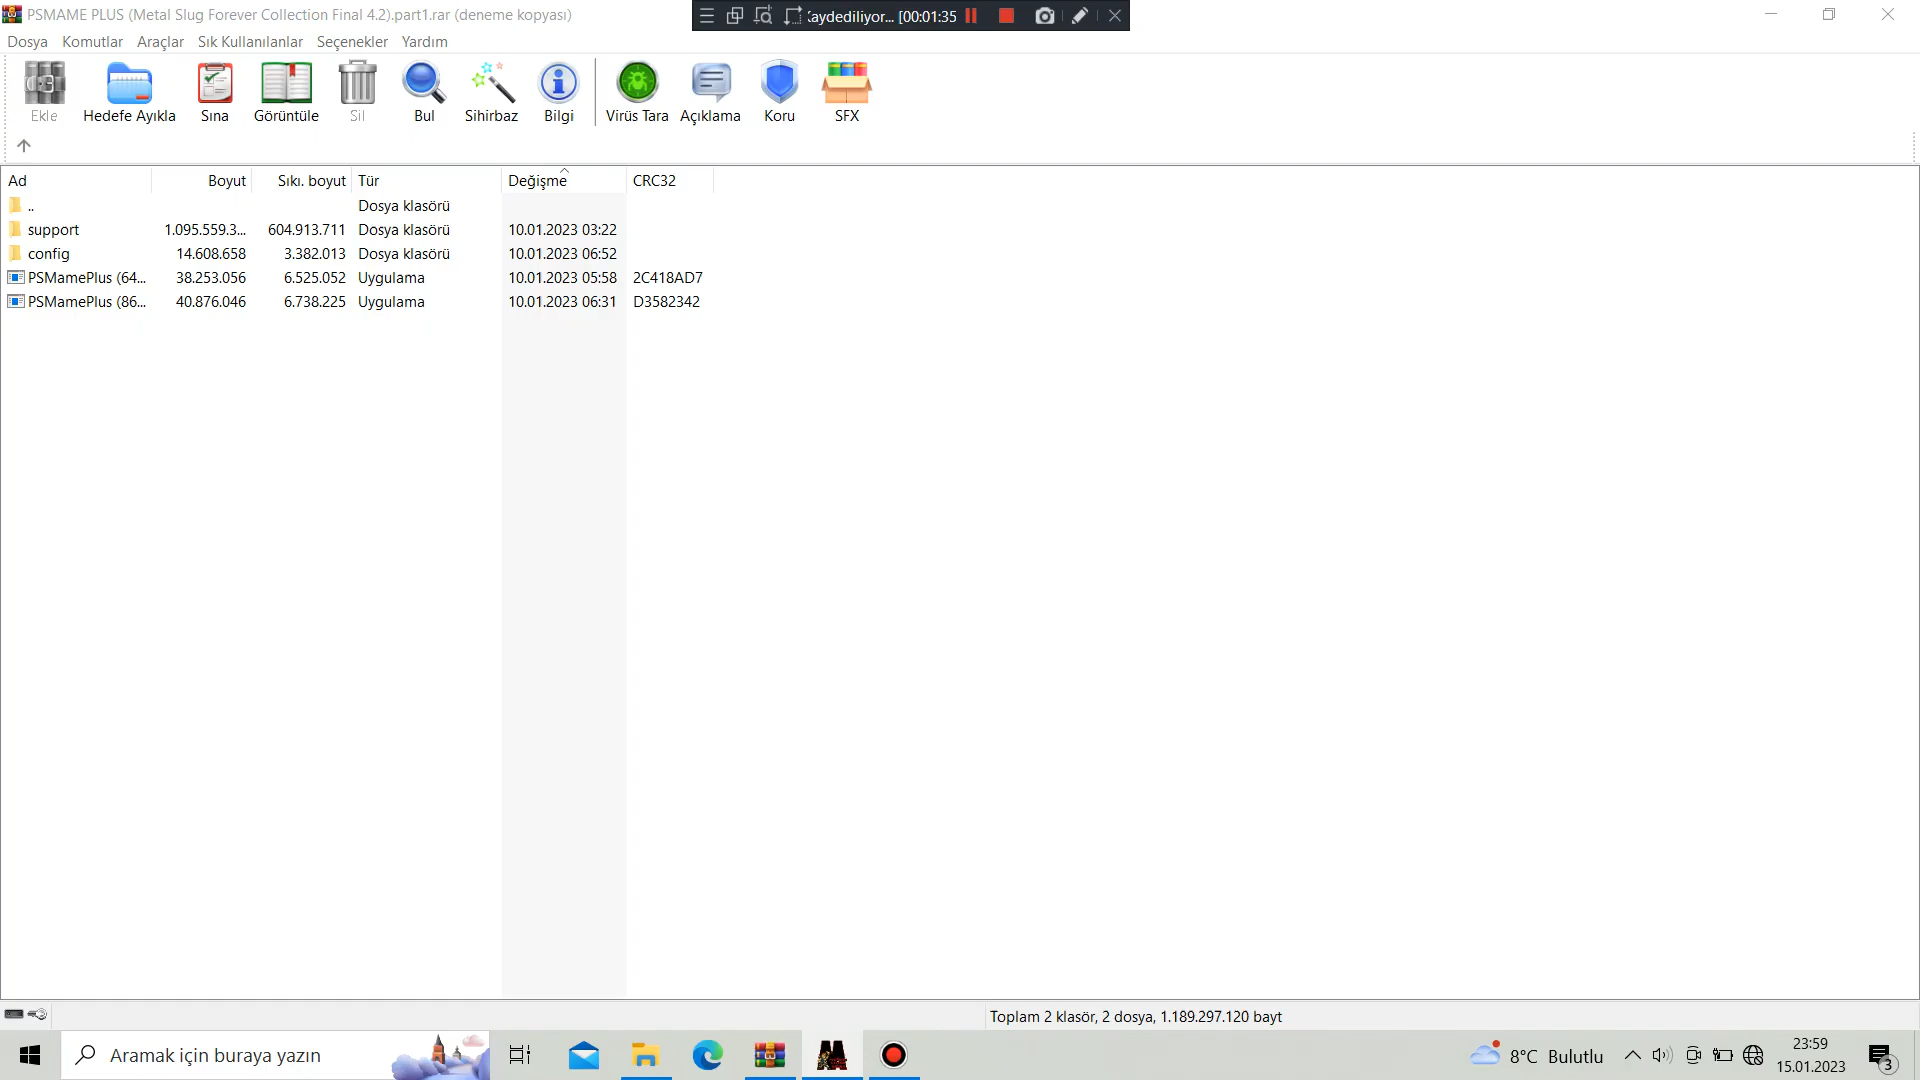 PSMAME PLUS (Metal Slug Forever Collection Final 4.2).part1.rar (deneme kopyası)
Kaydediliyor... [00:01:35
Dosya Komutlar Araçlar Sık Kullanılanlar Seçenekler Yardım
Ekle Hedefe Ayıkla Sına Görüntüle Sil Bul Sihirbaz Bilgi Virüs Tara Açıklama Koru SFX
Ad Boyut Sıkı. boyut Tür Değişme CRC32
.. Dosya klasörü
support 1.095.559.3... 604.913.711 Dosya klasörü 10.01.2023 03:22
config 14.608.658 3.382.013 Dosya klasörü 10.01.2023 06:52
PSMamePlus (64... 38.253.056 6.525.052 Uygulama 10.01.2023 05:58 2C418AD7
PSMamePlus (86... 40.876.046 6.738.225 Uygulama 10.01.2023 06:31 D3582342
Toplam 2 klasör, 2 dosya, 1.189.297.120 bayt
Aramak için buraya yazın
8°C Bulutlu
23:59
15.01.2023
3